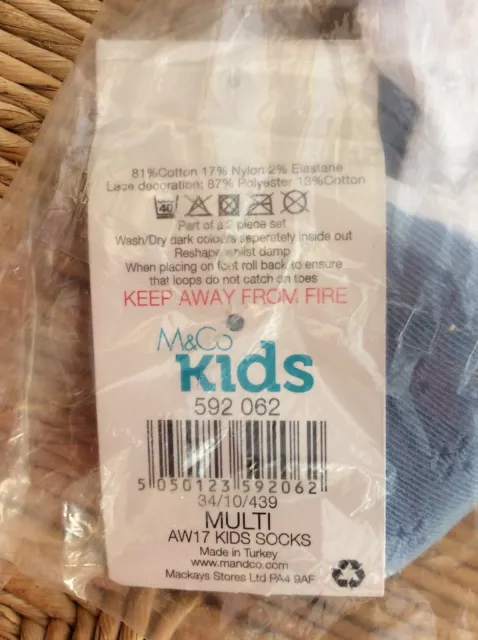 81%Cotton 17% Nylon 2% Elastane
Lace decoration: 87% Polyester 13%Cotton
40
Part of a 2 piece set
Wash/Dry dark colours seperately inside out
Reshape whilst damp
When placing on foot roll back to ensure
that loops do not catch on toes
KEEP AWAY FROM FIRE
M&Co
Kids
592 062
5 050123 592062
34/10/439
MULTI
AW17 KIDS SOCKS
Made in Turkey
www.mandco.com
Mackays Stores Ltd PA4 9AF